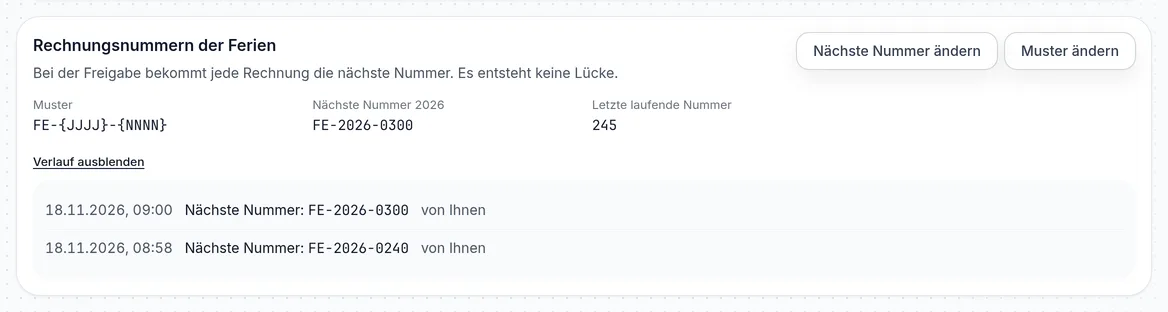 Rechnungsnummern der Ferien
Nächste Nummer ändern
Muster ändern
Bei der Freigabe bekommt jede Rechnung die nächste Nummer. Es entsteht keine Lücke.
Muster
Nächste Nummer 2026
Letzte laufende Nummer
FE-{JJJJ}-{NNNN}
FE-2026-0300
245
Verlauf ausblenden
18.11.2026, 09:00 Nächste Nummer: FE-2026-0300 von Ihnen
18.11.2026, 08:58 Nächste Nummer: FE-2026-0240 von Ihnen